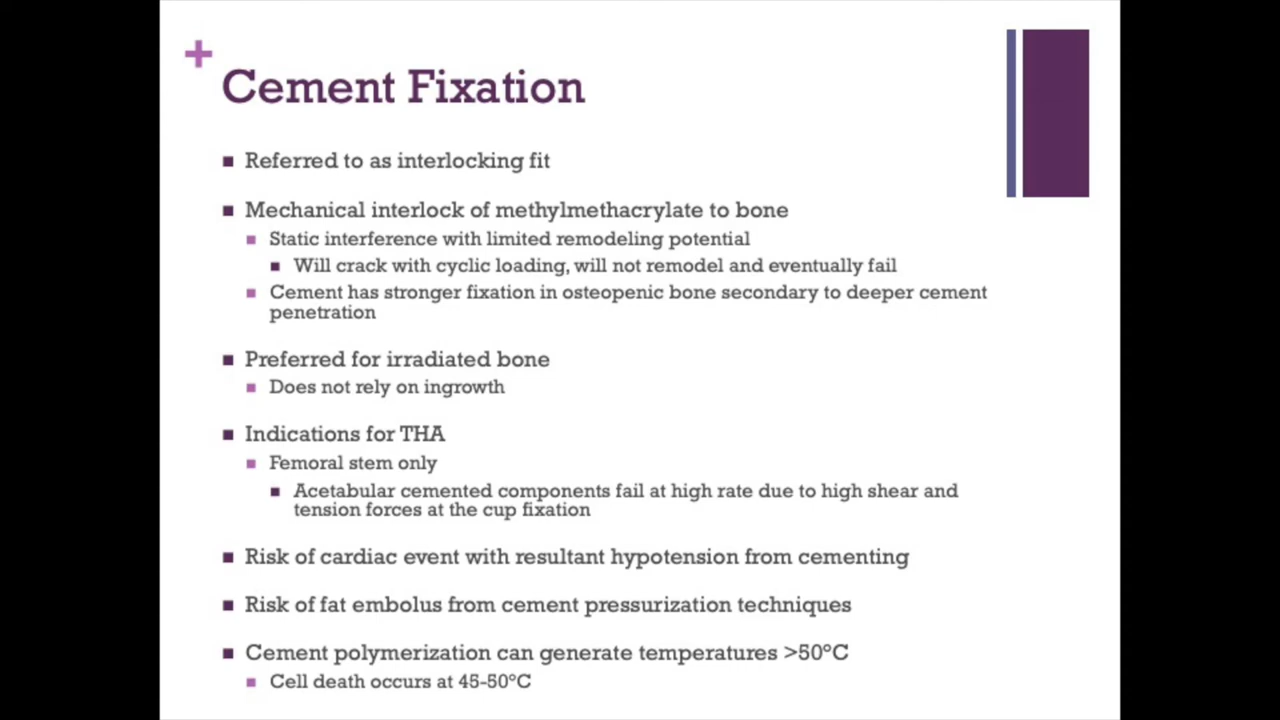 +
Cement Fixation
■ Referred to as interlocking fit
■ Mechanical interlock of methylmethacrylate to bone
■ Static interference with limited remodeling potential
■ Will crack with cyclic loading, will not remodel and eventually fail
■ Cement has stronger fixation in osteopenic bone secondary to deeper cement
penetration
■ Preferred for irradiated bone
■ Does not rely on ingrowth
■ Indications for THA
■ Femoral stem only
■ Acetabular cemented components fail at high rate due to high shear and
tension forces at the cup fixation
■ Risk of cardiac event with resultant hypotension from cementing
■ Risk of fat embolus from cement pressurization techniques
■ Cement polymerization can generate temperatures >50°C
■ Cell death occurs at 45-50°C